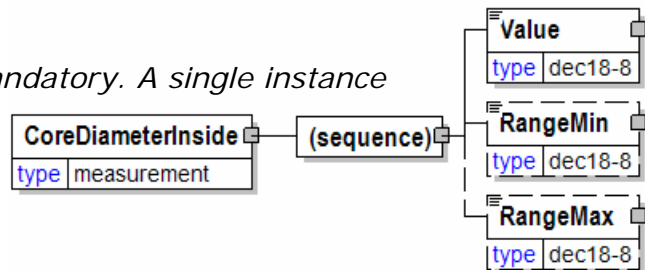 Value
type dec18-8
andatory. A single instance
CoreDiameterInside
type measurement
(sequence)
RangeMin
type dec18-8
RangeMax
type dec18-8